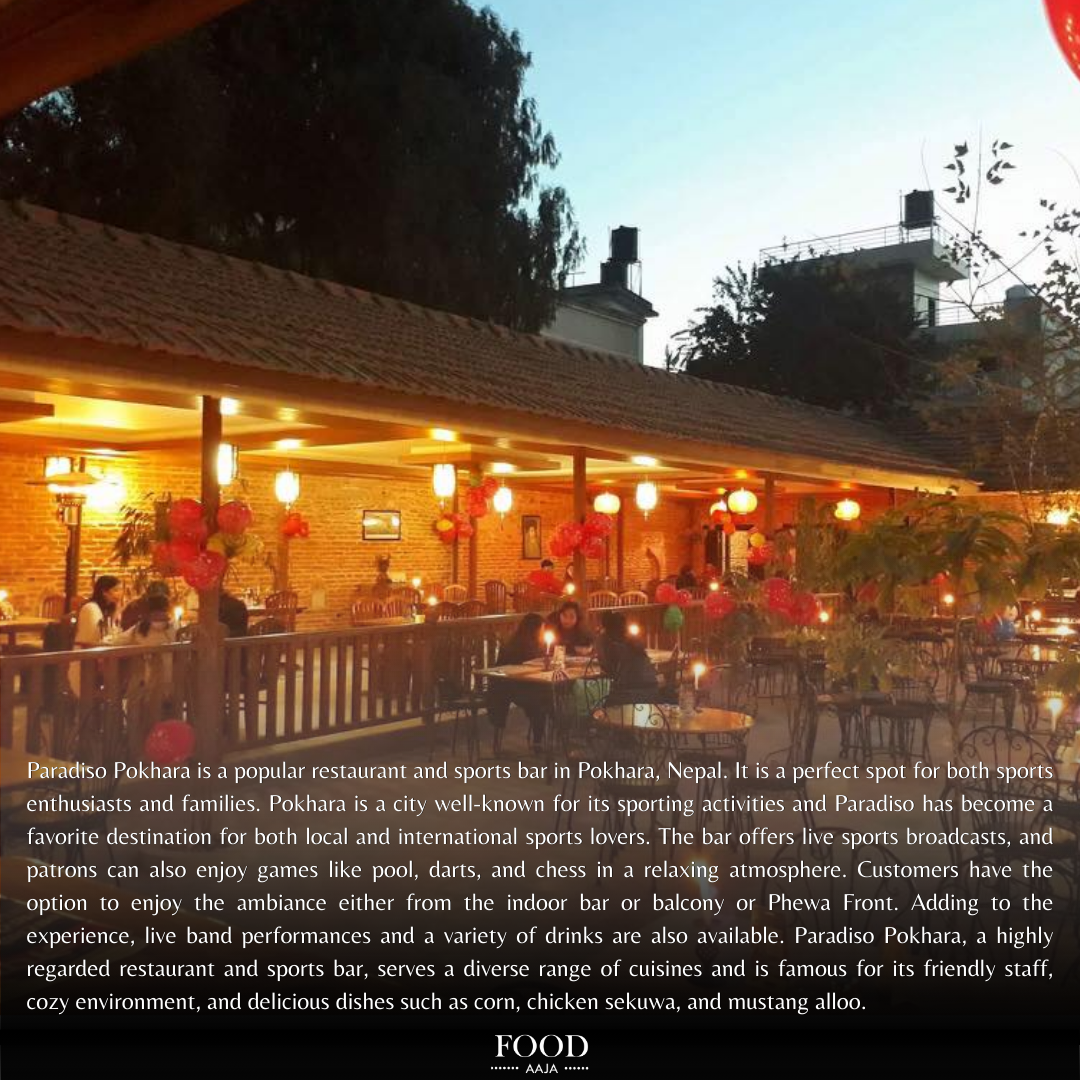 Paradiso Pokhara is a popular restaurant and sports bar in Pokhara, Nepal. It is a perfect spot for both sports
enthusiasts and families. Pokhara is a city well-known for its sporting activities and Paradiso has become a
favorite destination for both local and international sports lovers. The bar offers live sports broadcasts, and
patrons can also enjoy games like pool, darts, and chess in a relaxing atmosphere. Customers have the
option to enjoy the ambiance either from the indoor bar or balcony or Phewa Front. Adding to the
experience, live band performances and a variety of drinks are also available. Paradiso Pokhara, a highly
regarded restaurant and sports bar, serves a diverse range of cuisines and is famous for its friendly staff,
cozy environment, and delicious dishes such as corn, chicken sekuwa, and mustang alloo.
FOOD
AAJA